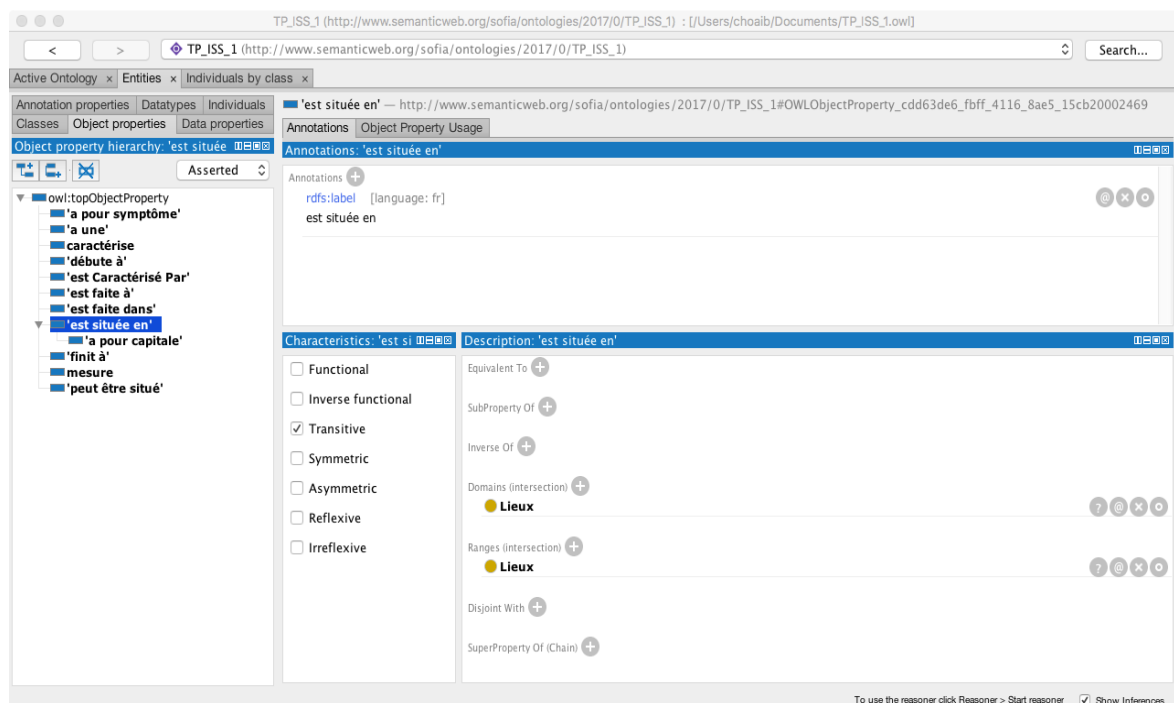 TP_ISS_1 (http://www.semanticweb.org/sofia/ontologies/2017/0/TP_ISS_1) : [/Users/choaib/Documents/TP_ISS_1.owl]
< > TP_ISS_1 (http://www.semanticweb.org/sofia/ontologies/2017/0/TP_ISS_1) Search...
Active Ontology × Entities × Individuals by class ×
Annotation properties Datatypes Individuals
Classes Object properties Data properties
Object property hierarchy: 'est située
Asserted
owl:topObjectProperty
'a pour symptôme'
'a une'
caractérise
'débute à'
'est Caractérisé Par'
'est faite à'
'est faite dans'
'est située en'
'a pour capitale'
'finit à'
mesure
'peut être situé'
'est située en' — http://www.semanticweb.org/sofia/ontologies/2017/0/TP_ISS_1#OWLObjectProperty_cdd63de6_fbff_4116_8ae5_15cb20002469
Annotations Object Property Usage
Annotations: 'est située en'
Annotations +
rdfs:label [language: fr]
est située en
Characteristics: 'est si
Functional
Inverse functional
Transitive
Symmetric
Asymmetric
Reflexive
Irreflexive
Description: 'est située en'
Equivalent To +
SubProperty Of +
Inverse Of +
Domains (intersection) +
Lieux
Ranges (intersection) +
Lieux
Disjoint With +
SuperProperty Of (Chain) +
To use the reasoner click Reasoner > Start reasoner Show Inferences